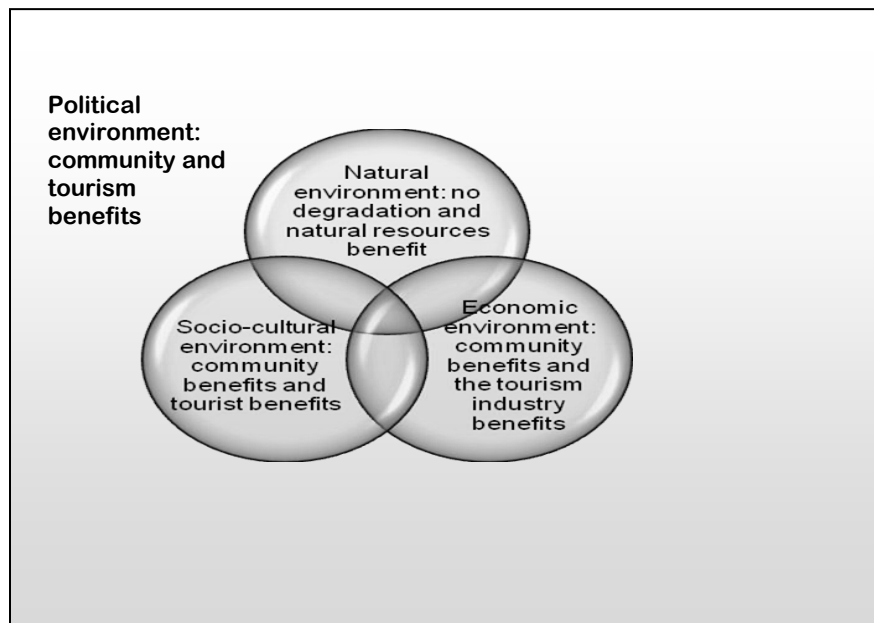 Political
environment:
community and
tourism
benefits
Natural
environment: no
degradation and
natural resources
benefit
Socio-cultural
environment:
community
benefits and
tourist benefits
Economic
environment:
community
benefits and
the tourism
industry
benefits